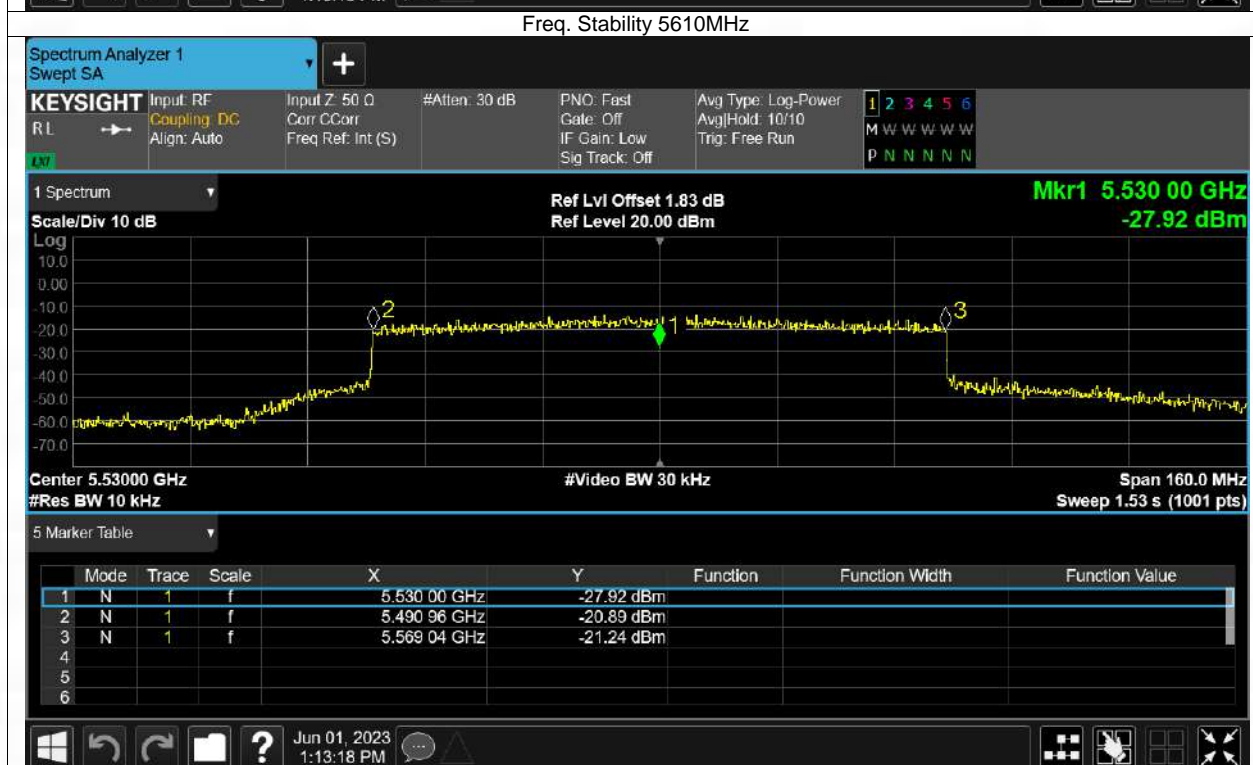 Freq. Stability 5610MHz
Spectrum Analyzer 1
Swept SA
+
KEYSIGHT
RL
LXI
Input: RF
Coupling: DC
Align: Auto
Input Z: 50 Ω
Corr CCorr
Freq Ref: Int (S)
#Atten: 30 dB
PNO: Fast
Gate: Off
IF Gain: Low
Sig Track: Off
Avg Type: Log-Power
Avg|Hold: 10/10
Trig: Free Run
1 2 3 4 5 6
M W W W W W
P N N N N N
1 Spectrum
Scale/Div 10 dB
Ref Lvl Offset 1.83 dB
Ref Level 20.00 dBm
Mkr1 5.530 00 GHz
-27.92 dBm
Log
10.0
0.00
-10.0
-20.0
-30.0
-40.0
-50.0
-60.0
-70.0
2
1
3
Center 5.53000 GHz
#Res BW 10 kHz
#Video BW 30 kHz
Span 160.0 MHz
Sweep 1.53 s (1001 pts)
5 Marker Table
Mode Trace Scale X Y Function Function Width Function Value
1 N 1 f 5.530 00 GHz -27.92 dBm
2 N 1 f 5.490 96 GHz -20.89 dBm
3 N 1 f 5.569 04 GHz -21.24 dBm
4
5
6
?
Jun 01, 2023
1:13:18 PM